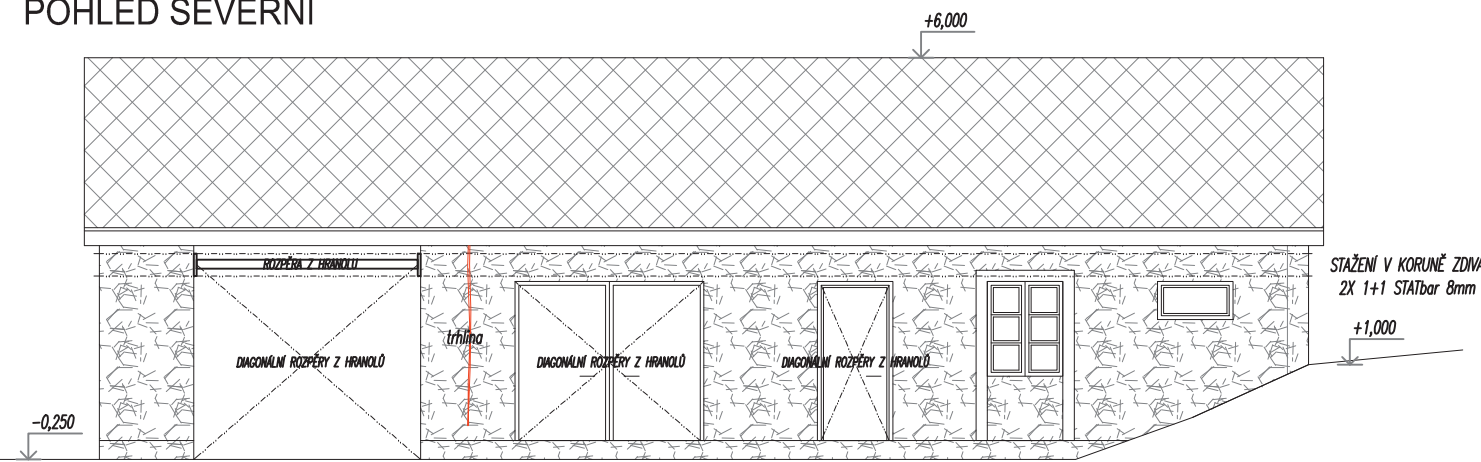 POHLED SEVERNÍ
+6,000
ROZPĚRA Z HRANOLU
STAŽENÍ V KORUNĚ ZDIVA
2X 1+1 STATbar 8mm
+1,000
trhlina
DIAGONÁLNÍ ROZPĚRY Z HRANOLŮ
DIAGONÁLNÍ ROZPĚRY Z HRANOLŮ
DIAGONÁLNÍ ROZPĚRY Z HRANOLŮ
-0,250